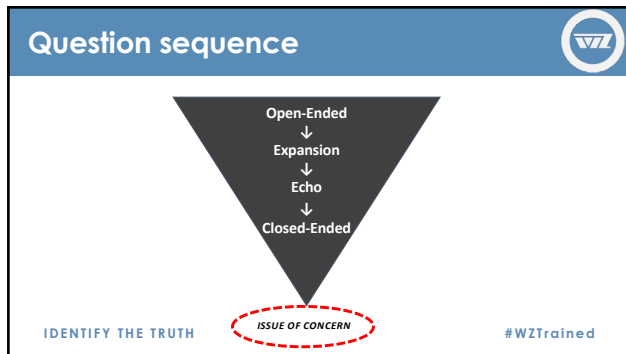 Question sequence
WZ
Open-Ended
↓
Expansion
↓
Echo
↓
Closed-Ended
ISSUE OF CONCERN
IDENTIFY THE TRUTH
#WZTrained